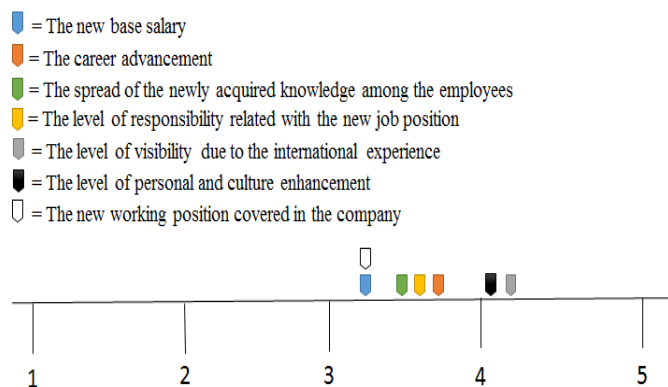 = The new base salary
= The career advancement
= The spread of the newly acquired knowledge among the employees
= The level of responsibility related with the new job position
= The level of visibility due to the international experience
= The level of personal and culture enhancement
= The new working position covered in the company
1 2 3 4 5